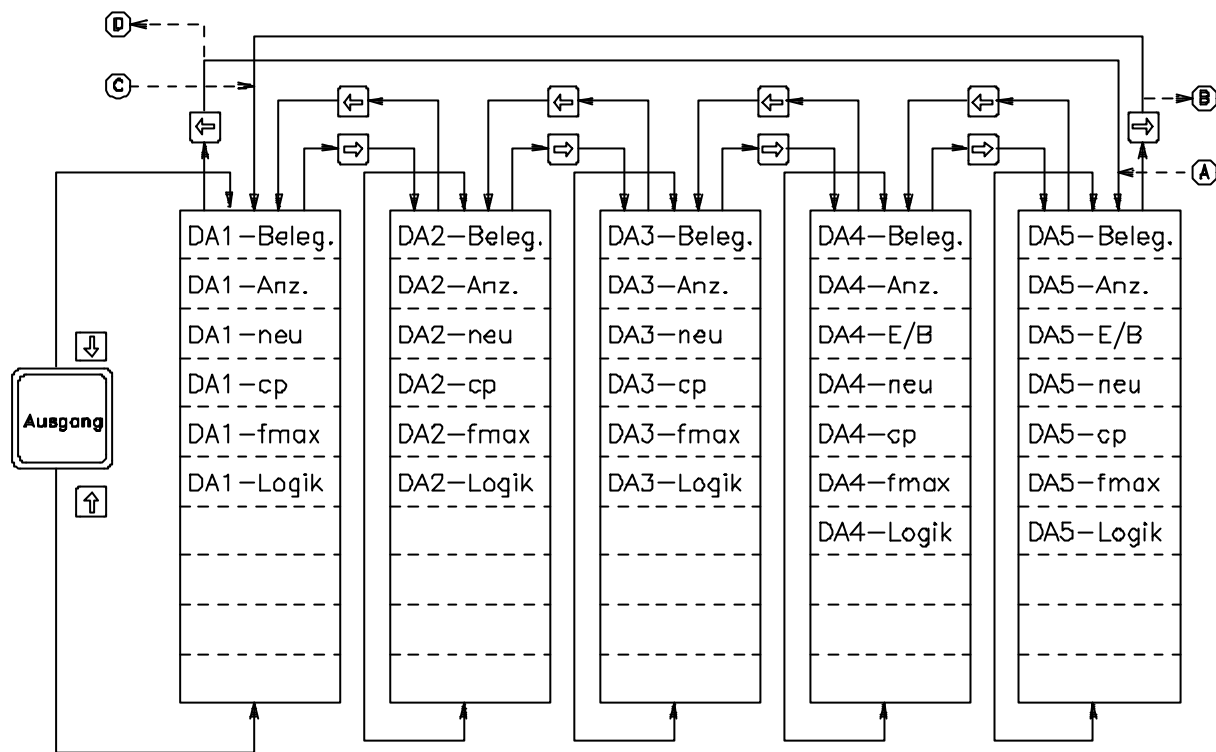 D
C
B
A
Ausgang
DA1-Beleg.
DA1-Anz.
DA1-neu
DA1-cp
DA1-fmax
DA1-Logik
DA2-Beleg.
DA2-Anz.
DA2-neu
DA2-cp
DA2-fmax
DA2-Logik
DA3-Beleg.
DA3-Anz.
DA3-neu
DA3-cp
DA3-fmax
DA3-Logik
DA4-Beleg.
DA4-Anz.
DA4-E/B
DA4-neu
DA4-cp
DA4-fmax
DA4-Logik
DA5-Beleg.
DA5-Anz.
DA5-E/B
DA5-neu
DA5-cp
DA5-fmax
DA5-Logik